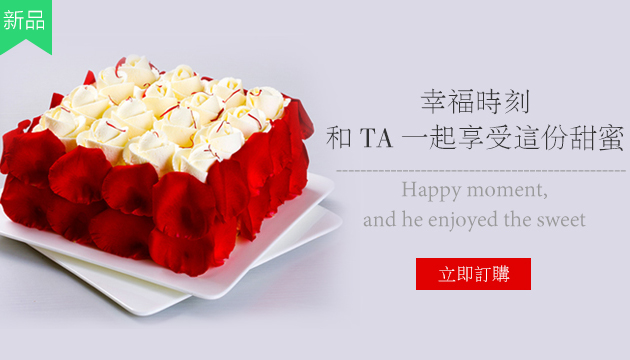 新品
幸福時刻
和 TA 一起享受這份甜蜜
Happy moment,
and he enjoyed the sweet
立即訂購